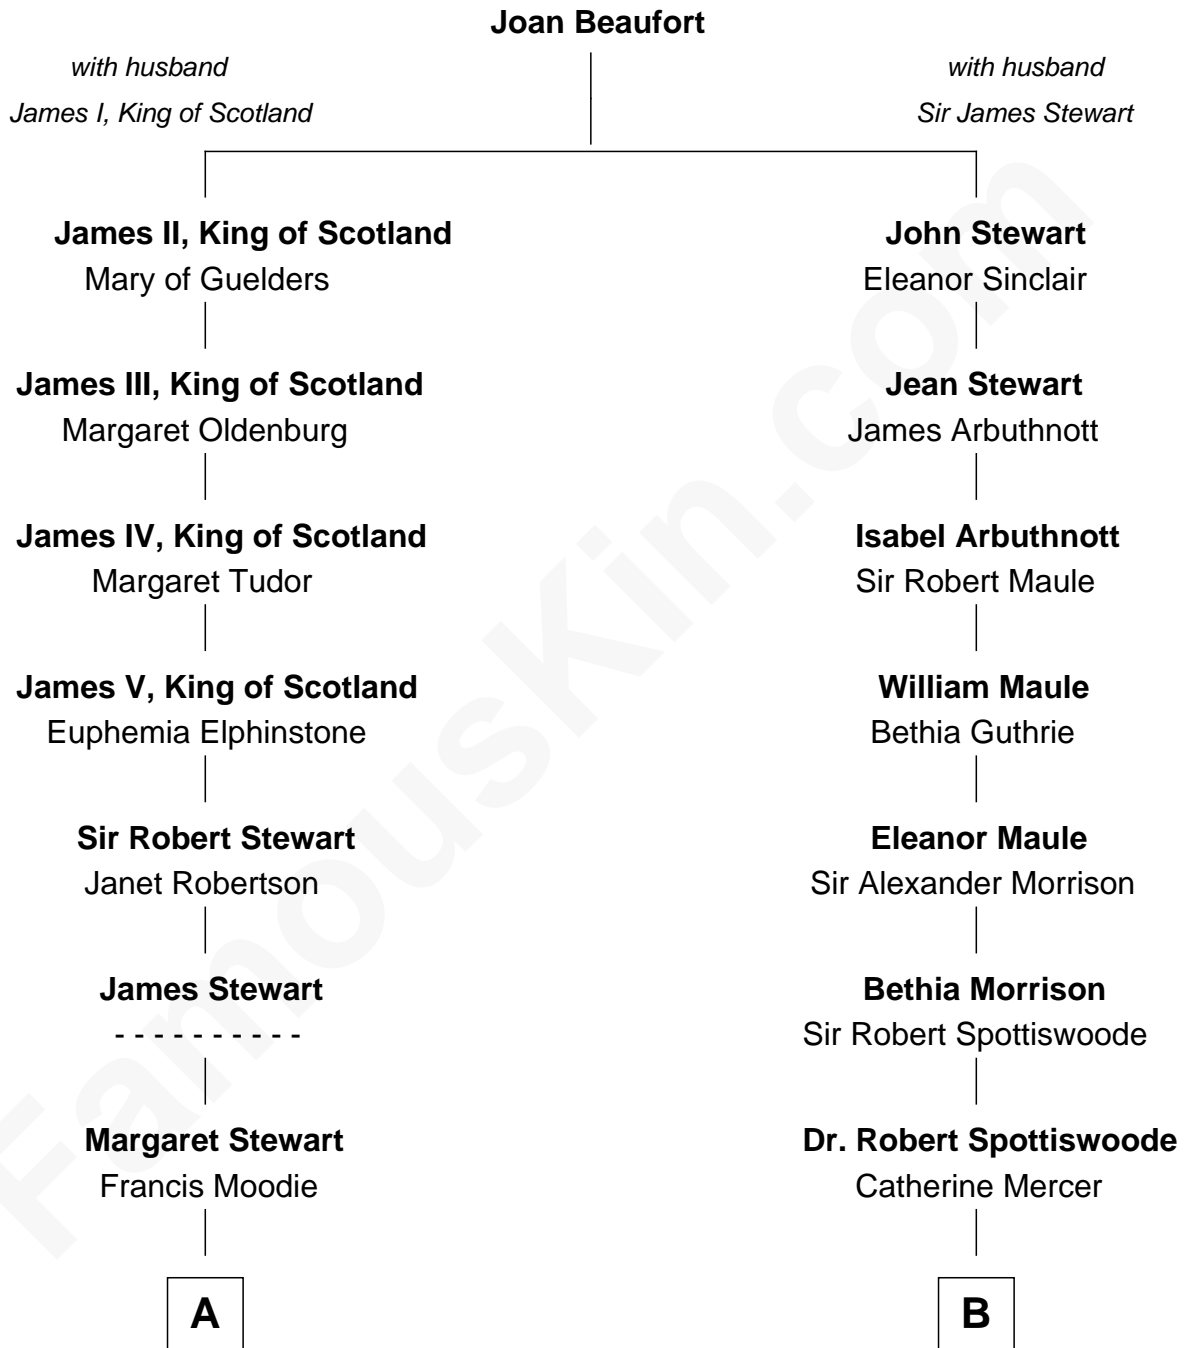 Joan Beaufort
with husband
James I, King of Scotland
with husband
Sir James Stewart
James II, King of Scotland
Mary of Guelders
James III, King of Scotland
Margaret Oldenburg
James IV, King of Scotland
Margaret Tudor
James V, King of Scotland
Euphemia Elphinstone
Sir Robert Stewart
Janet Robertson
James Stewart
- - - - - - - - - -
Margaret Stewart
Francis Moodie
A
John Stewart
Eleanor Sinclair
Jean Stewart
James Arbuthnott
Isabel Arbuthnott
Sir Robert Maule
William Maule
Bethia Guthrie
Eleanor Maule
Sir Alexander Morrison
Bethia Morrison
Sir Robert Spottiswoode
Dr. Robert Spottiswoode
Catherine Mercer
B
FamousKin.com